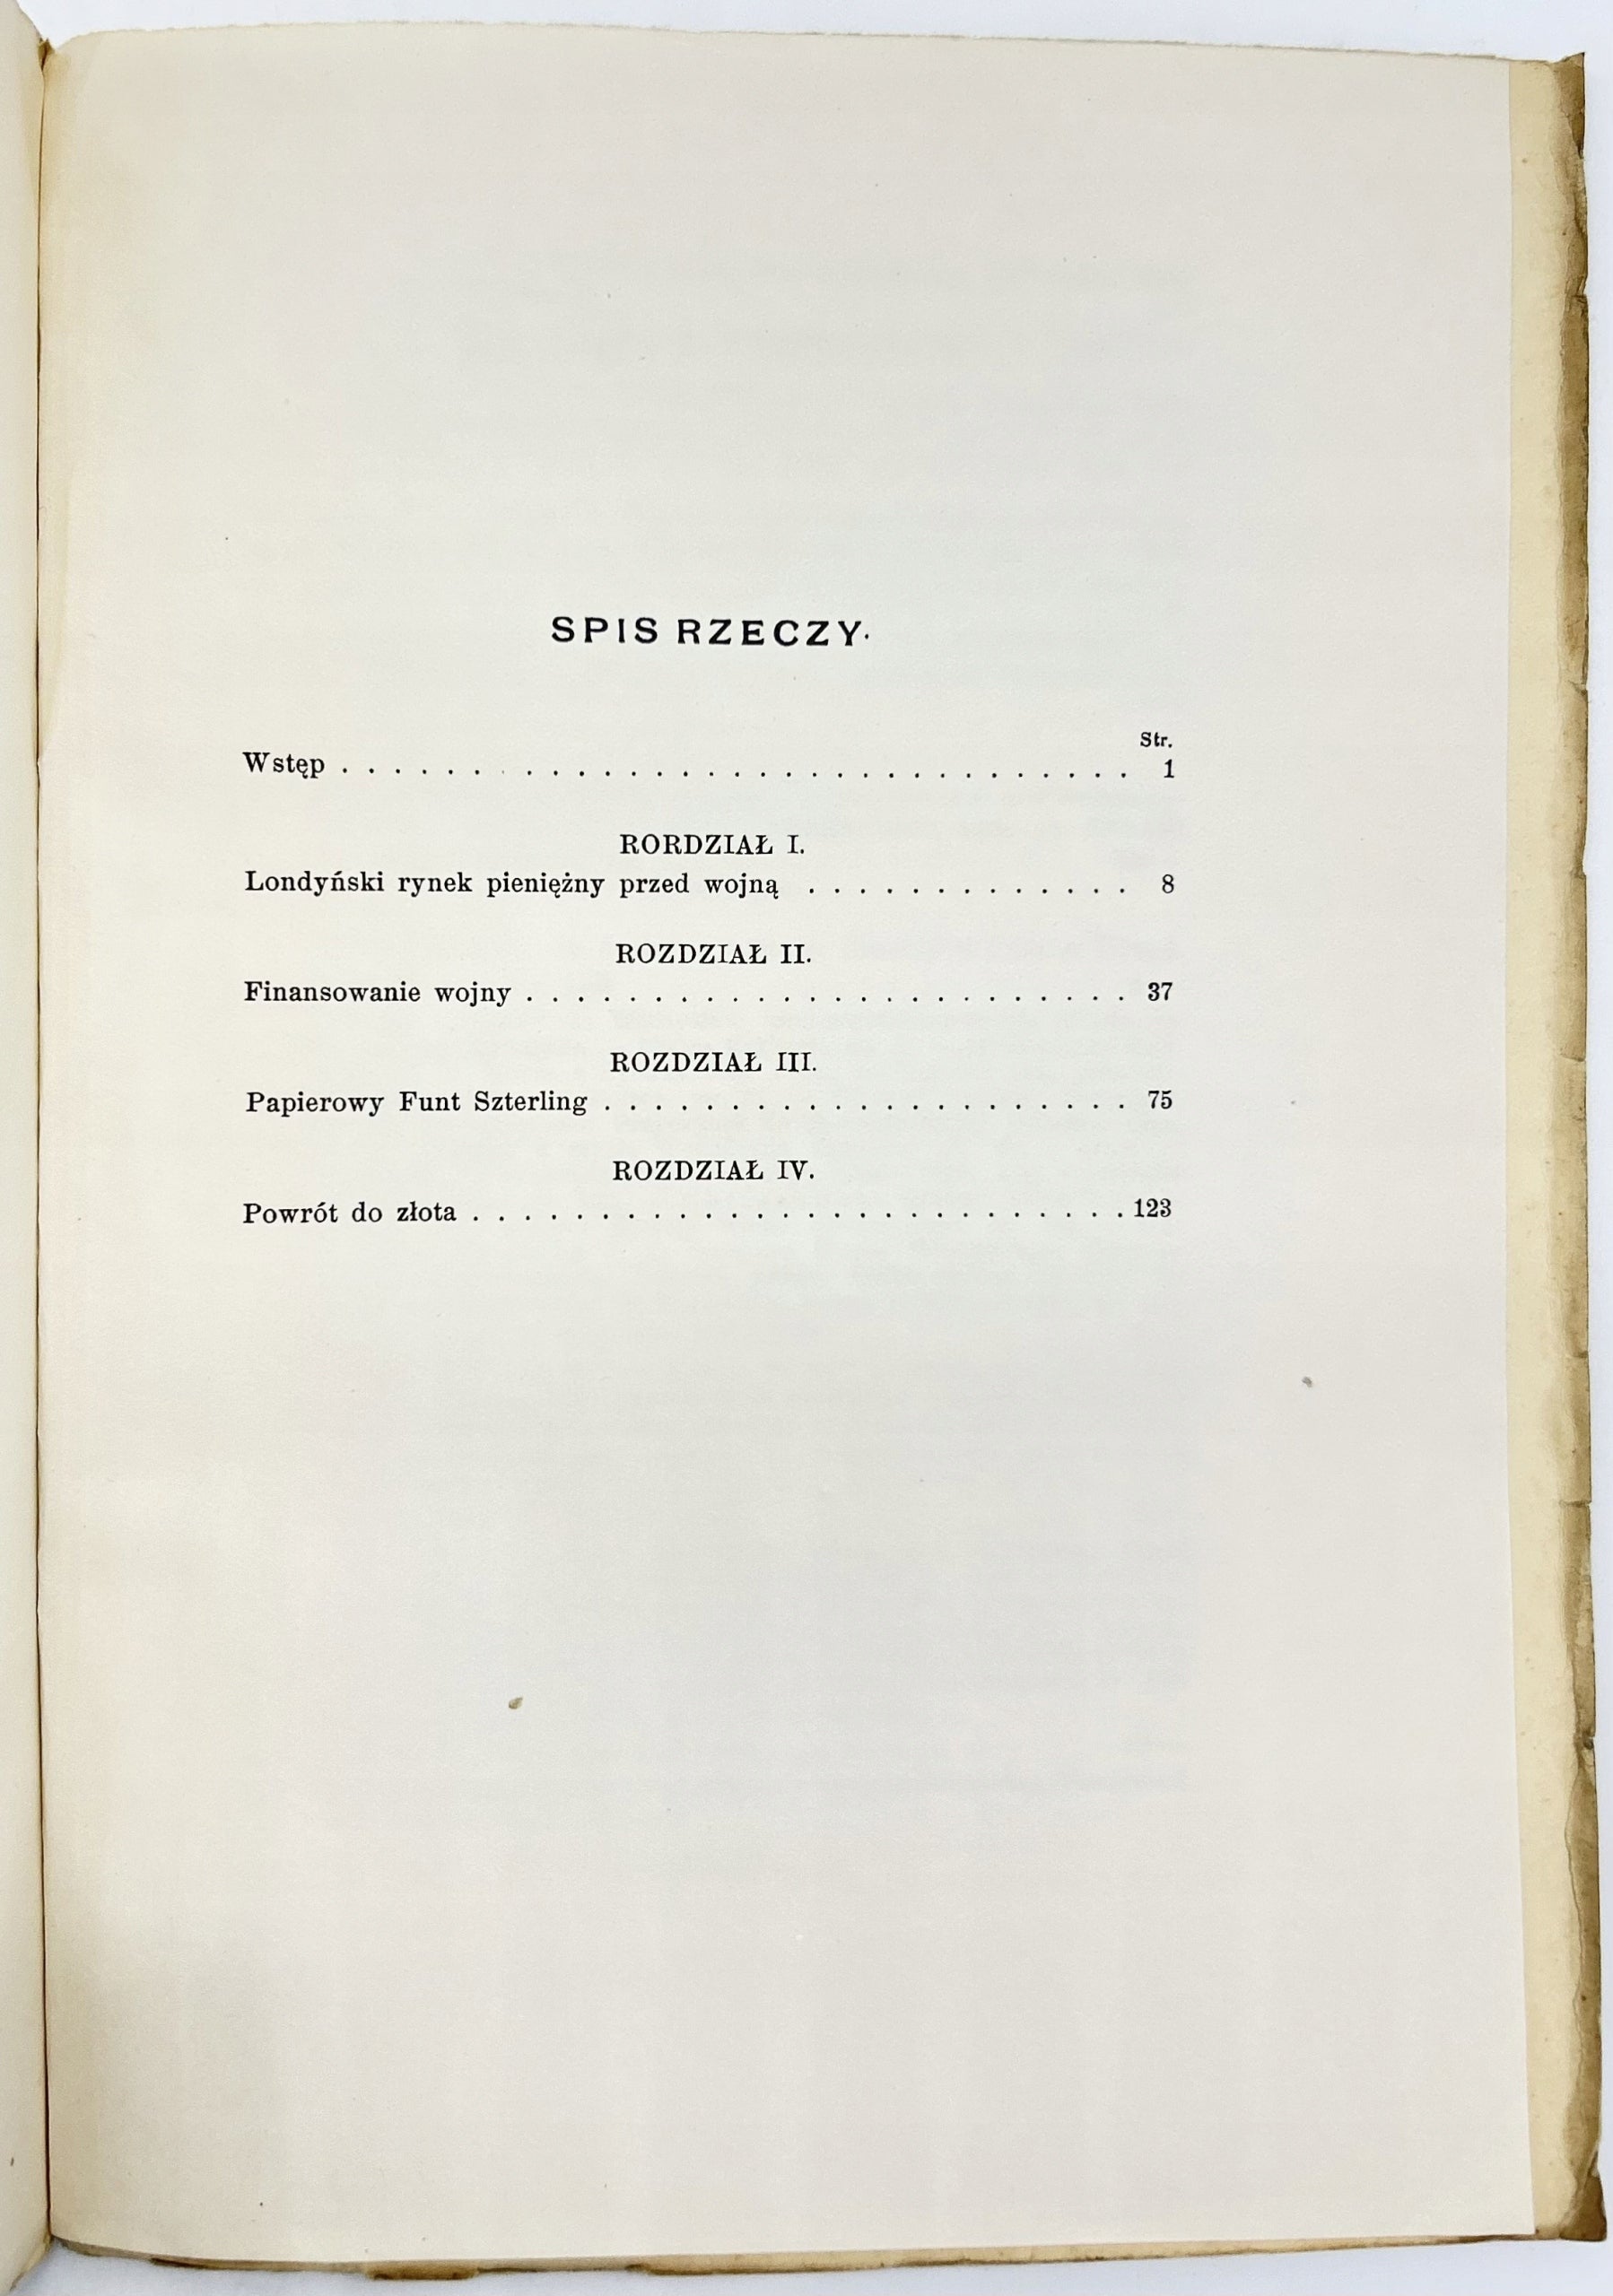 SPIS RZECZY.
Str.
Wstęp . . . . . . . . . . . . . . . . . . . . . . . . . . . . . . . 1
RORDZIAŁ I.
Londyński rynek pieniężny przed wojną . . . . . . . . . . . . . 8
ROZDZIAŁ II.
Finansowanie wojny . . . . . . . . . . . . . . . . . . . . . . . . 37
ROZDZIAŁ III.
Papierowy Funt Szterling . . . . . . . . . . . . . . . . . . . . . 75
ROZDZIAŁ IV.
Powrót do złota . . . . . . . . . . . . . . . . . . . . . . . . . . 123